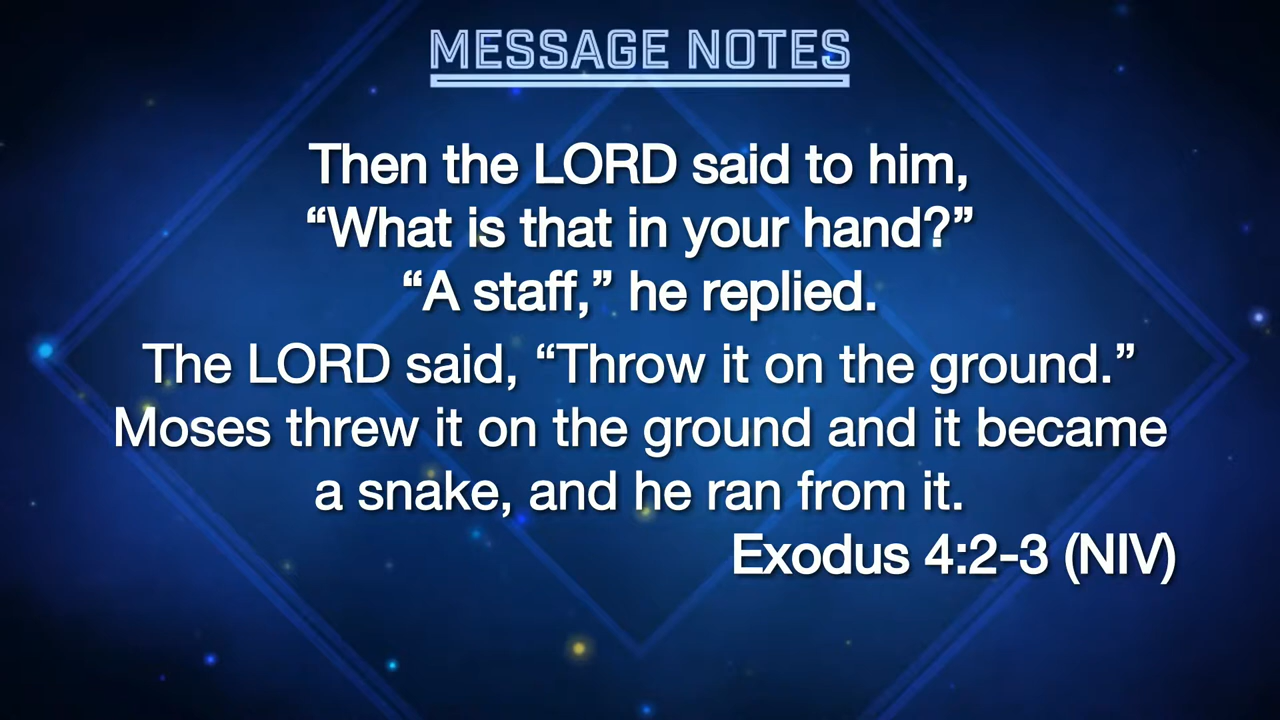 MESSAGE NOTES
Then the LORD said to him,
“What is that in your hand?”
“A staff,” he replied.
The LORD said, “Throw it on the ground.”
Moses threw it on the ground and it became
a snake, and he ran from it.
Exodus 4:2-3 (NIV)